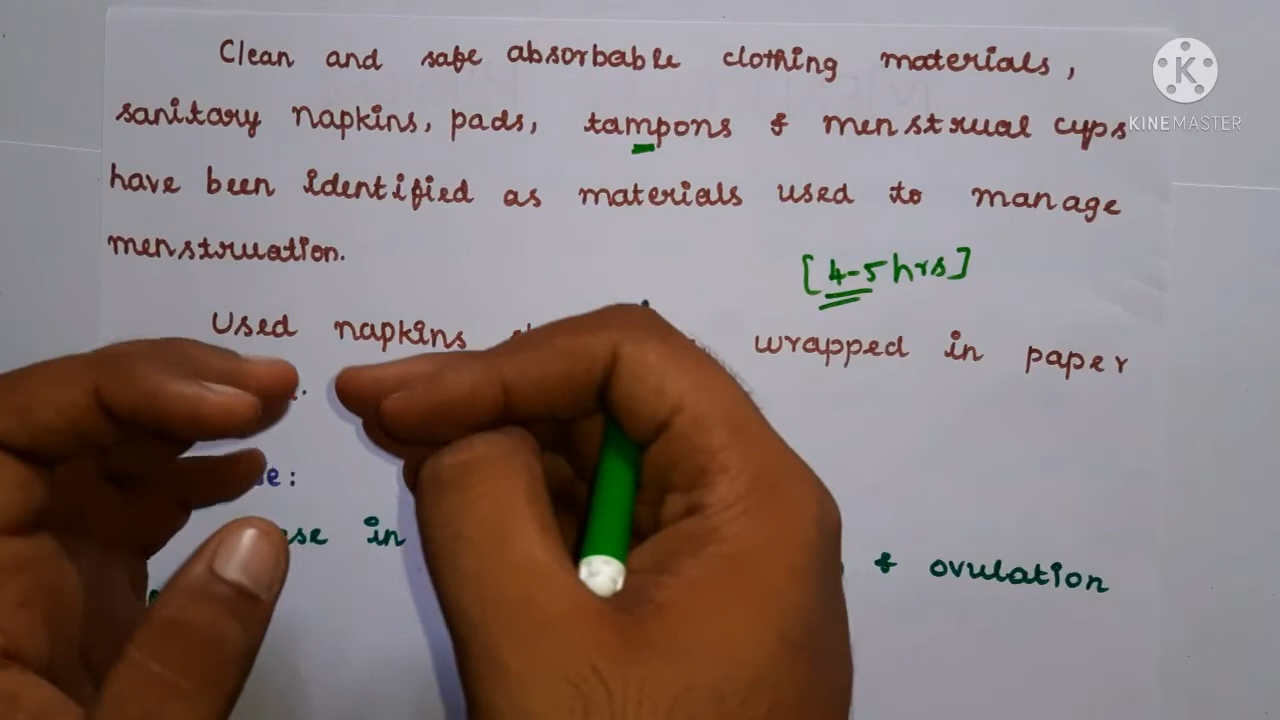 Clean and safe absorbable clothing materials,
sanitary napkins, pads, tampons & menstrual cups
KINEMASTER
have been identified as materials used to manage
menstruation.
[4-5 hrs]
Used napkins wrapped in paper
in & ovulation